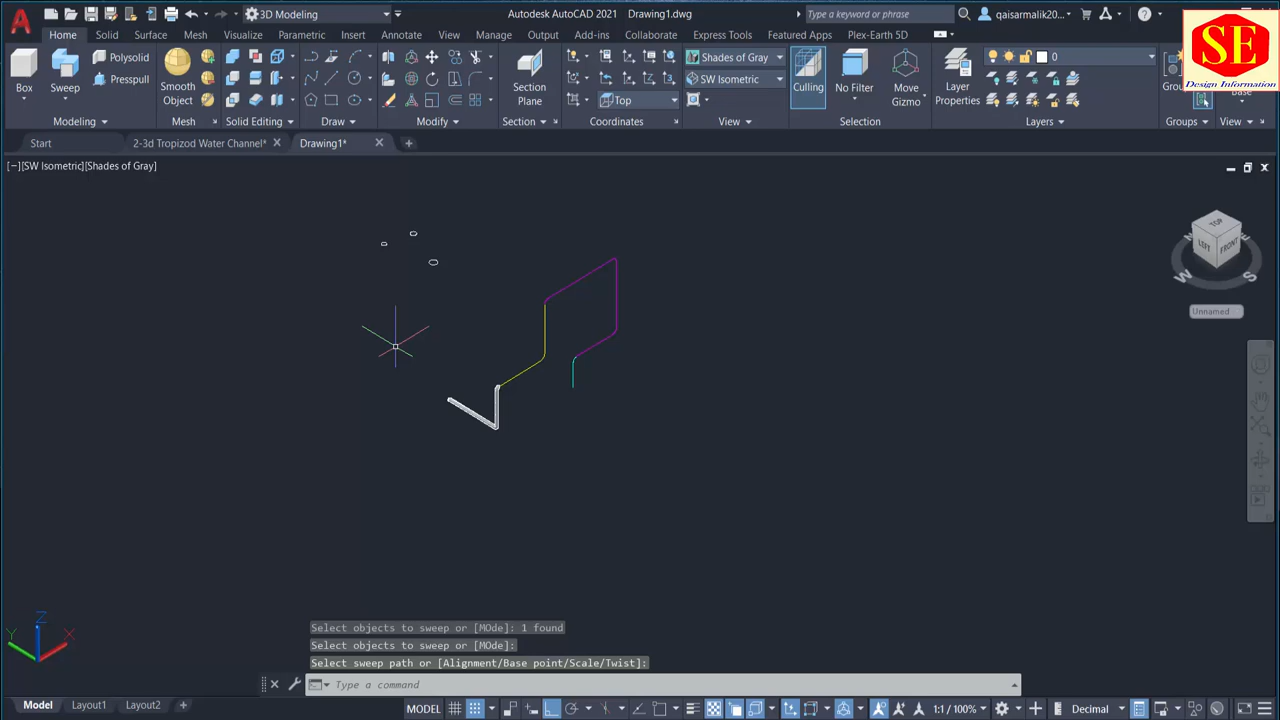 3D Modeling
Autodesk AutoCAD 2021 Drawing1.dwg
Type a keyword or phrase
qaisarmalik20...
SE
Design Information
Home Solid Surface Mesh Visualize Parametric Insert Annotate View Manage Output Add-ins Collaborate Express Tools Featured Apps Plex-Earth 5D
Box
Sweep
Polysolid
Presspull
Smooth
Object
Section
Plane
Top
Shades of Gray
SW Isometric
Culling
No Filter
Move
Gizmo
Layer
Properties
0
Modeling Mesh Solid Editing Draw Modify Section Coordinates View Selection Layers Groups View
Start 2-3d Tropizod Water Channel* Drawing1*
[−][SW Isometric][Shades of Gray]
TOP
LEFT
FRONT
W
S
Unnamed
Z
Y
X
Select objects to sweep or [MOde]: 1 found
Select objects to sweep or [MOde]:
Select sweep path or [Alignment/Base point/Scale/Twist]:
Type a command
Model Layout1 Layout2
MODEL
1:1 / 100%
Decimal